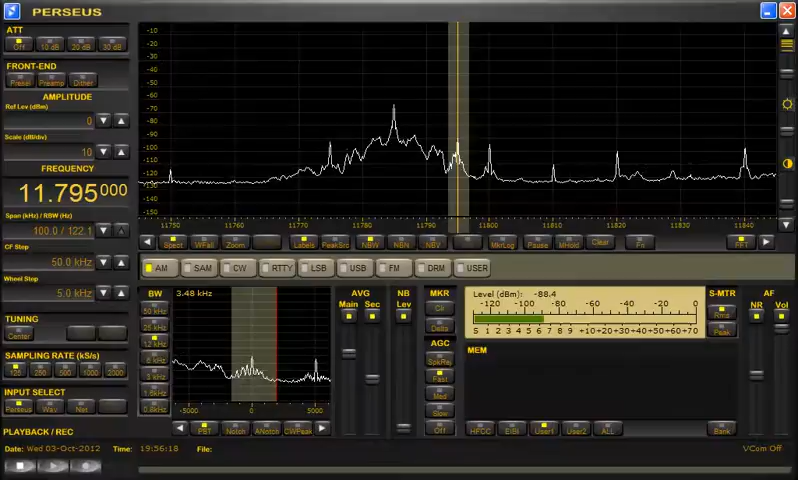 PERSEUS
ATT
Off 10 dB 20 dB 30 dB
FRONT-END
Presel Preamp Dither
AMPLITUDE
Ref Lev (dBm)
0
Scale (dB/div)
10
FREQUENCY
11.795000
Span (kHz) / RBW (Hz)
100.0 / 122.1
CF Step
50.0 kHz
Wheel Step
5.0 kHz
TUNING
Center
SAMPLING RATE (kS/s)
125 250 500 1000 2000
INPUT SELECT
Perseus Wav Net
PLAYBACK / REC
-10
-20
-30
-40
-50
-60
-70
-80
-90
-100
-110
-120
-130
-140
-150
11750 11760 11770 11780 11790 11800 11810 11820 11830 11840
Spect WFall Zoom Labels PeakSrc NBW NBN NBV MkrLog Pause MHold Clear FFT
AM SAM CW RTTY LSB USB FM DRM USER
BW
50 kHz
25 kHz
12 kHz
6 kHz
3 kHz
1.6kHz
0.8kHz
3.48 kHz
-5000 0 5000
PBT Notch ANotch CWPeak
AVG
Main Sec
NB
Lev
MKR
Clr
Delta
AGC
SpkRej
Fast
Med
Slow
Off
Level (dBm) -88.4
-120 -100 -80 -60 -40 -20 0
S 1 2 3 4 5 6 7 8 9 +10 +20 +30 +40 +50 +60 +70
S-MTR
Rms
Peak
AF
NR Vol
MEM
HFCC EiBi User1 User2 ALL Bank
Date: Wed 03-Oct-2012 Time: 19:56:18 File: VCom Off